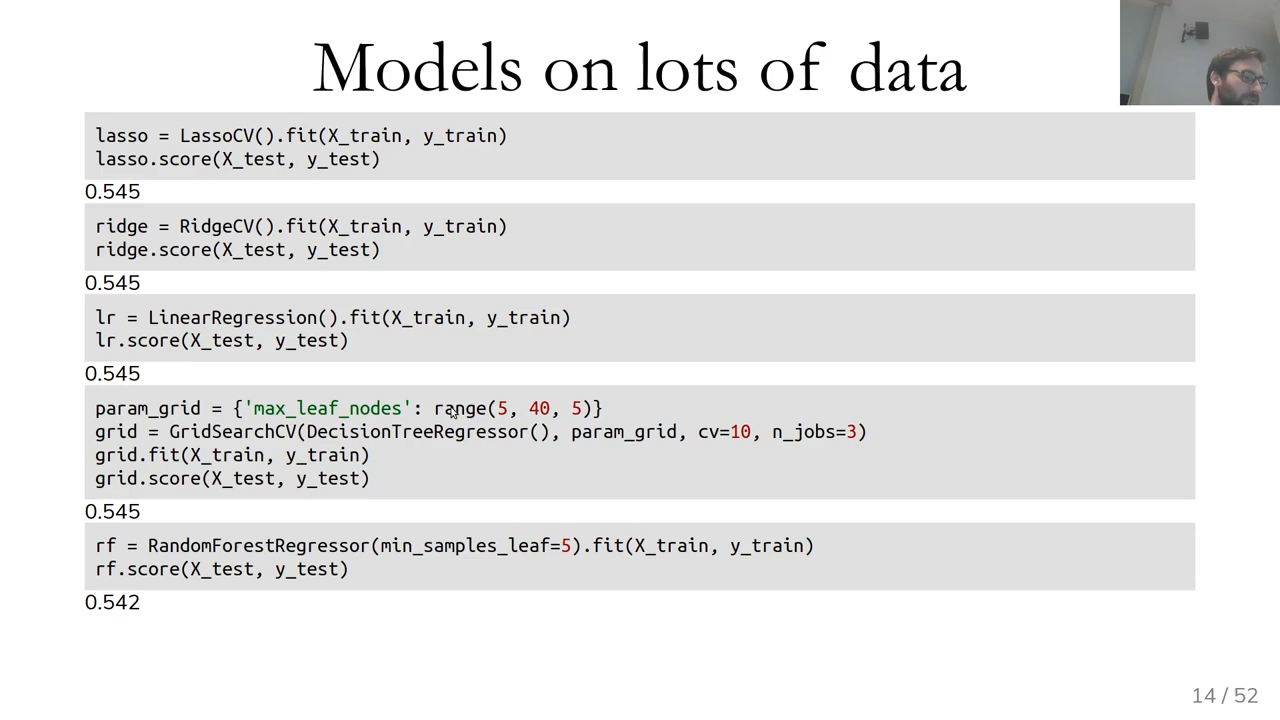 Models on lots of data
lasso = LassoCV().fit(X_train, y_train)
lasso.score(X_test, y_test)
0.545
ridge = RidgeCV().fit(X_train, y_train)
ridge.score(X_test, y_test)
0.545
lr = LinearRegression().fit(X_train, y_train)
lr.score(X_test, y_test)
0.545
param_grid = {'max_leaf_nodes': range(5, 40, 5)}
grid = GridSearchCV(DecisionTreeRegressor(), param_grid, cv=10, n_jobs=3)
grid.fit(X_train, y_train)
grid.score(X_test, y_test)
0.545
rf = RandomForestRegressor(min_samples_leaf=5).fit(X_train, y_train)
rf.score(X_test, y_test)
0.542
14 / 52